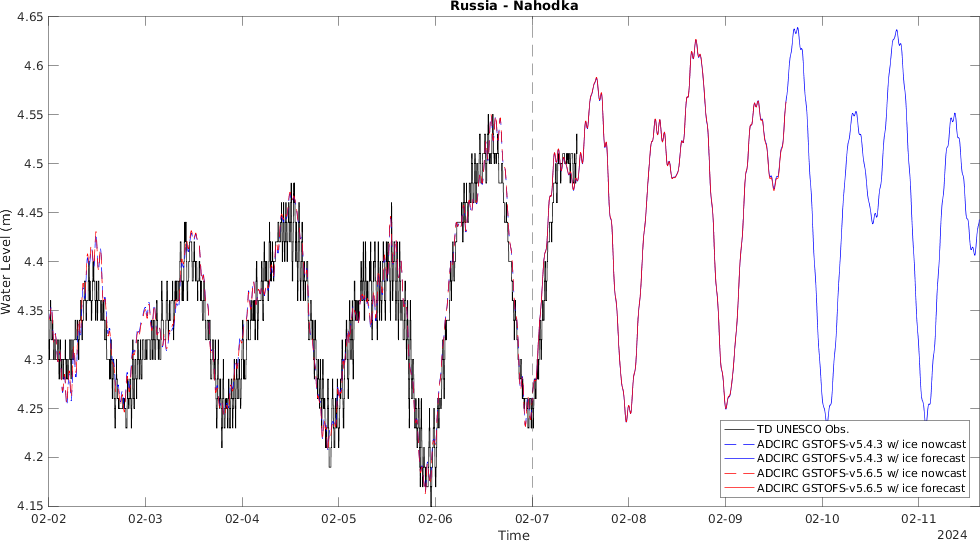 Russia - Nahodka
4.65
4.6
4.55
4.5
4.45
4.4
4.35
4.3
4.25
4.2
4.15
Water Level (m)
02-02 02-03 02-04 02-05 02-06 02-07 02-08 02-09 02-10 02-11
Time
2024
TD UNESCO Obs.
ADCIRC GSTOFS-v5.4.3 w/ ice nowcast
ADCIRC GSTOFS-v5.4.3 w/ ice forecast
ADCIRC GSTOFS-v5.6.5 w/ ice nowcast
ADCIRC GSTOFS-v5.6.5 w/ ice forecast